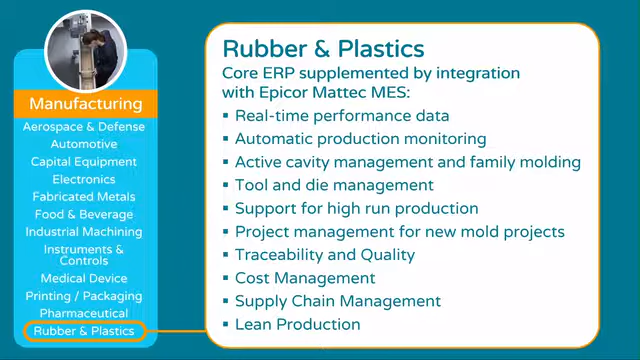 Manufacturing
Aerospace & Defense
Automotive
Capital Equipment
Electronics
Fabricated Metals
Food & Beverage
Industrial Machining
Instruments &
Controls
Medical Device
Printing / Packaging
Pharmaceutical
Rubber & Plastics
Rubber & Plastics
Core ERP supplemented by integration
with Epicor Mattec MES:
▪ Real-time performance data
▪ Automatic production monitoring
▪ Active cavity management and family molding
▪ Tool and die management
▪ Support for high run production
▪ Project management for new mold projects
▪ Traceability and Quality
▪ Cost Management
▪ Supply Chain Management
▪ Lean Production